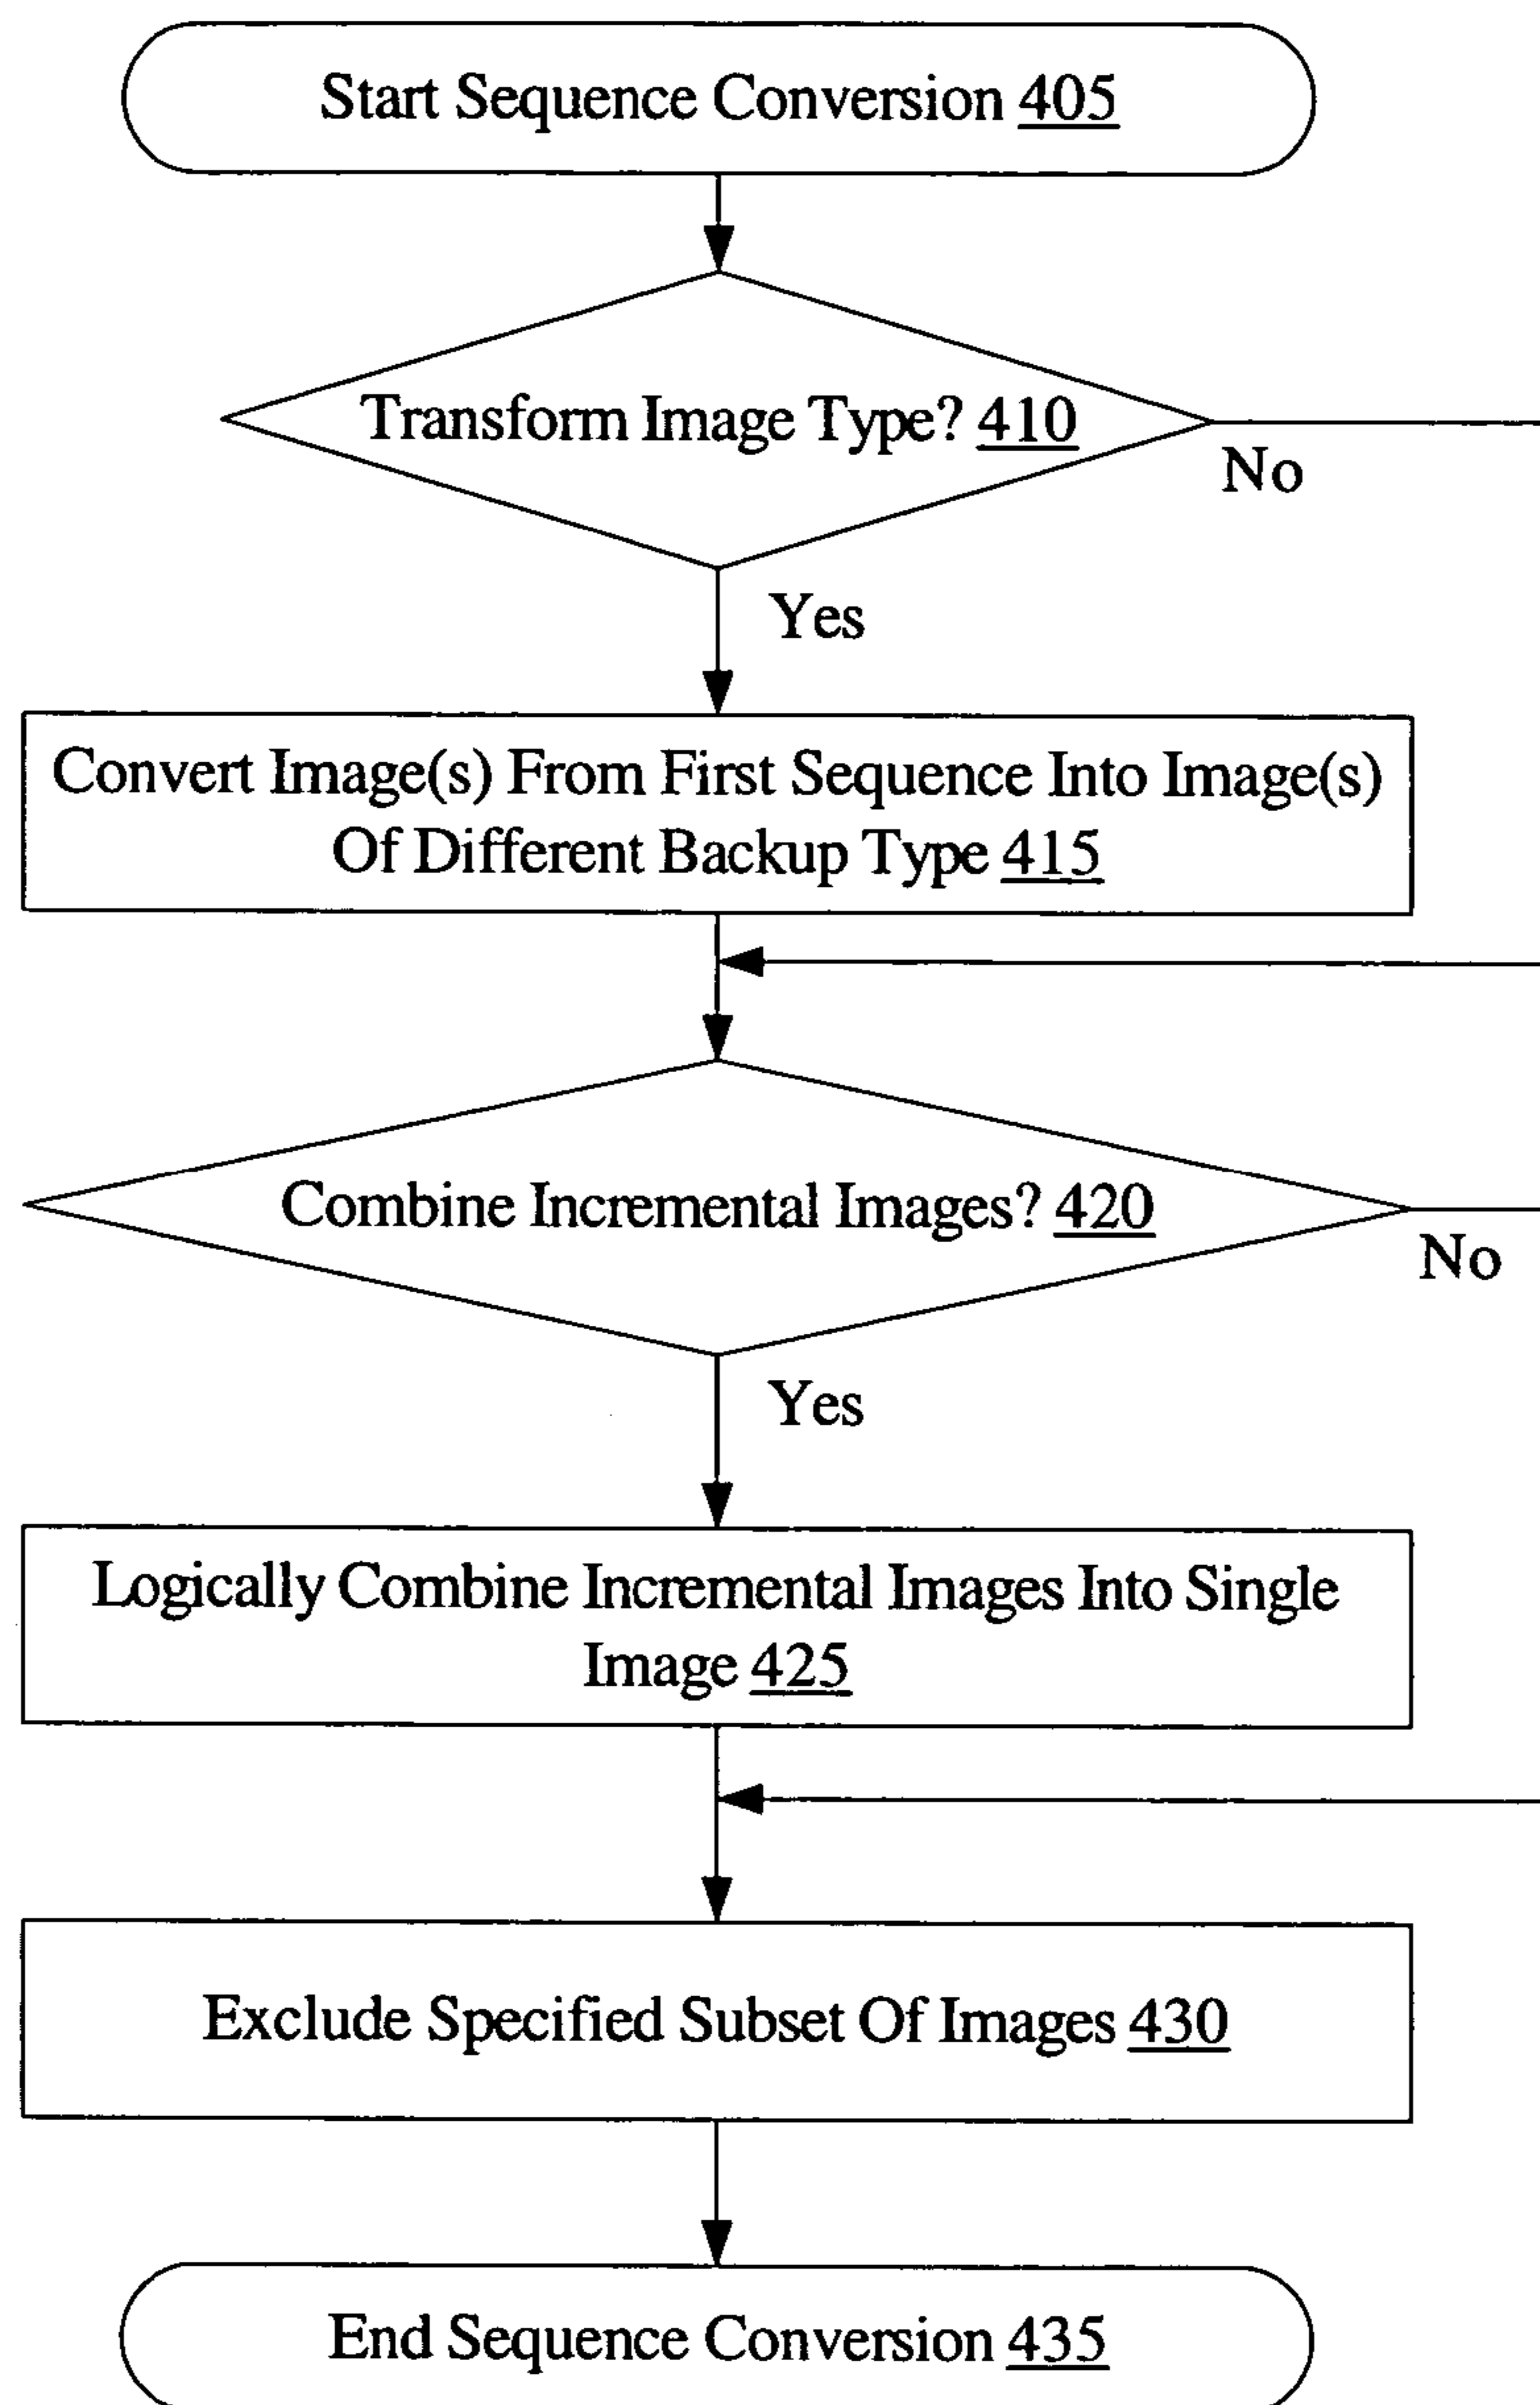 Start Sequence Conversion 405
Transform Image Type? 410
No
Yes
Convert Image(s) From First Sequence Into Image(s)
Of Different Backup Type 415
Combine Incremental Images? 420
No
Yes
Logically Combine Incremental Images Into Single
Image 425
Exclude Specified Subset Of Images 430
End Sequence Conversion 435